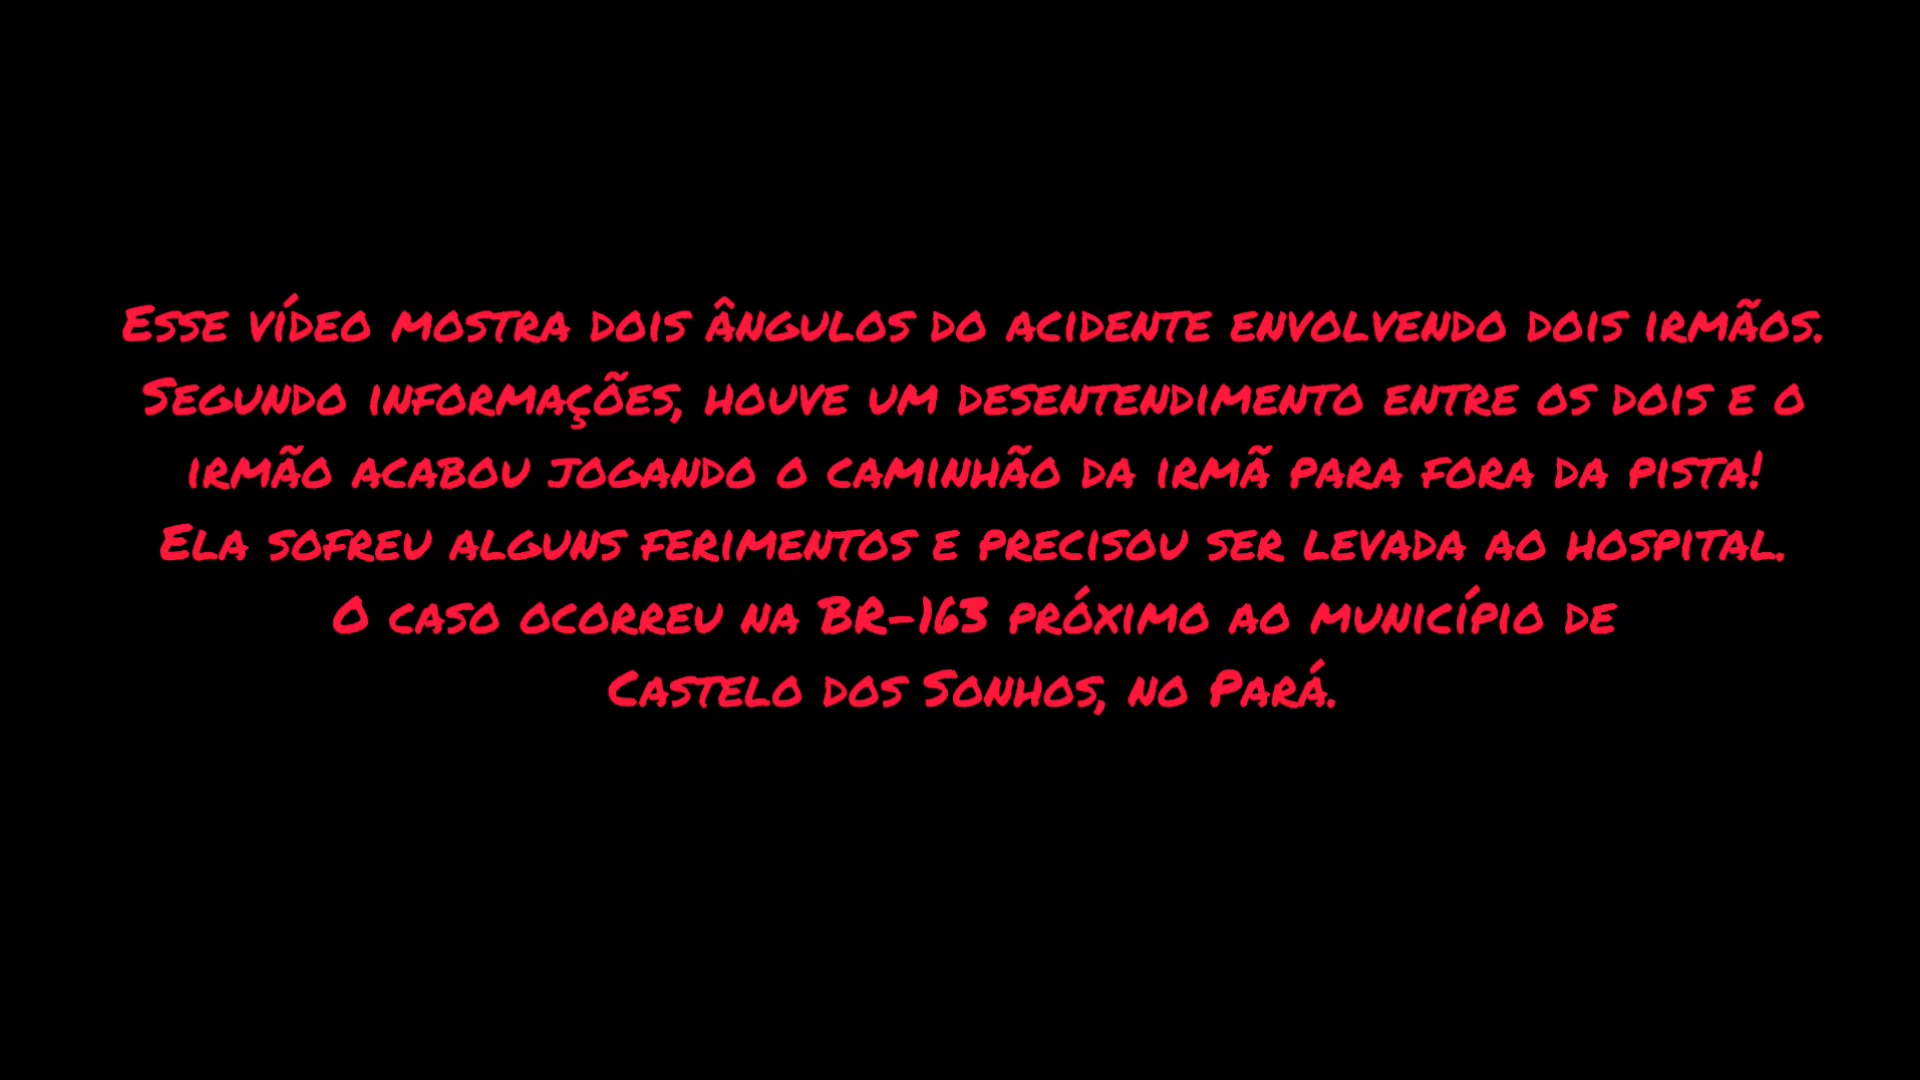 Esse vídeo mostra dois ângulos do acidente envolvendo dois irmãos.
Segundo informações, houve um desentendimento entre os dois e o
irmão acabou jogando o caminhão da irmã para fora da pista!
Ela sofreu alguns ferimentos e precisou ser levada ao hospital.
O caso ocorreu na BR-163 próximo ao município de
Castelo dos Sonhos, no Pará.